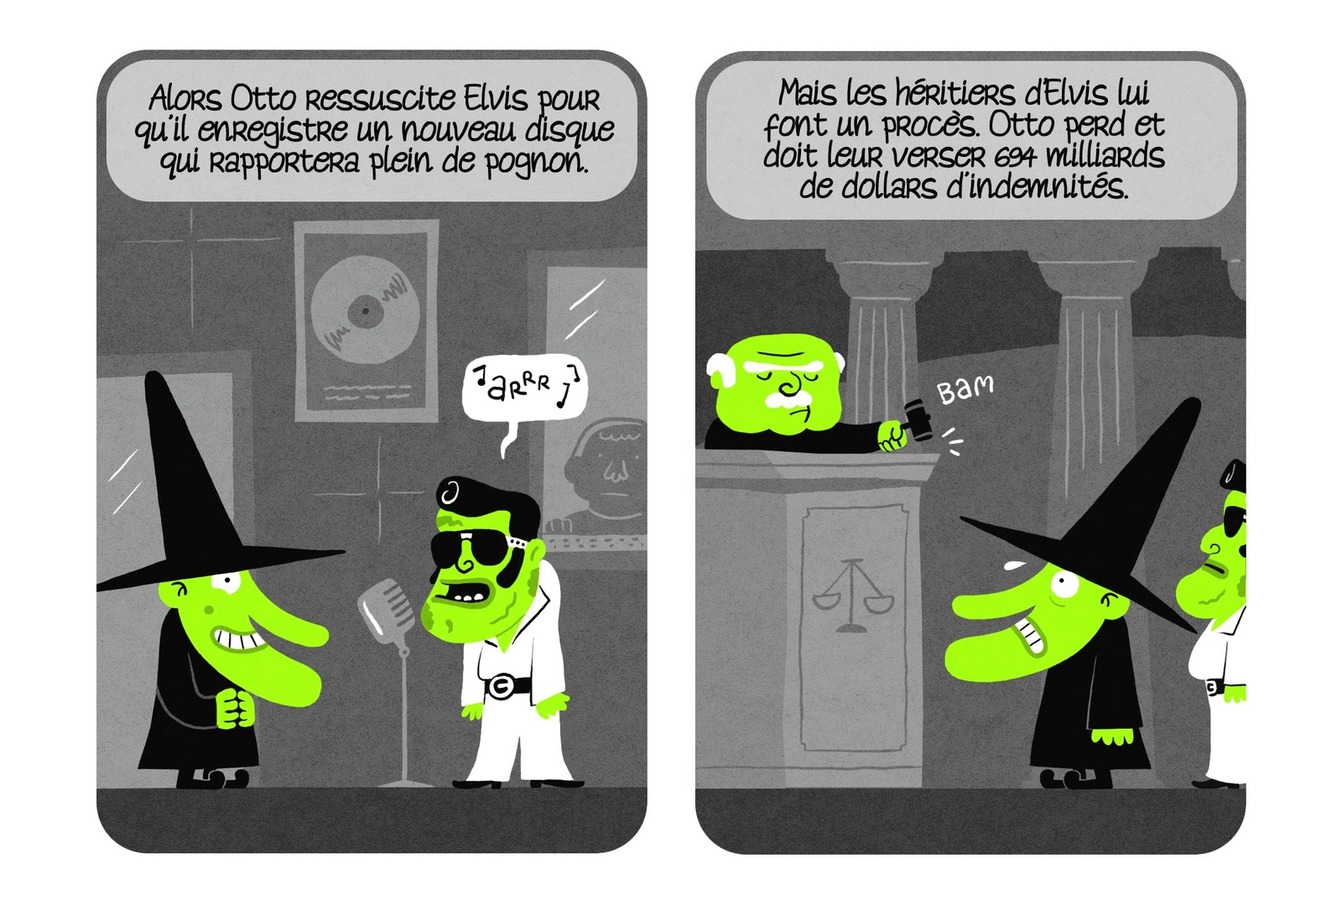 Alors Otto ressuscite Elvis pour
qu'il enregistre un nouveau disque
qui rapportera plein de pognon.
♪ arrr ♪
Mais les héritiers d'Elvis lui
font un procès. Otto perd et
doit leur verser 694 milliards
de dollars d'indemnités.
Bam